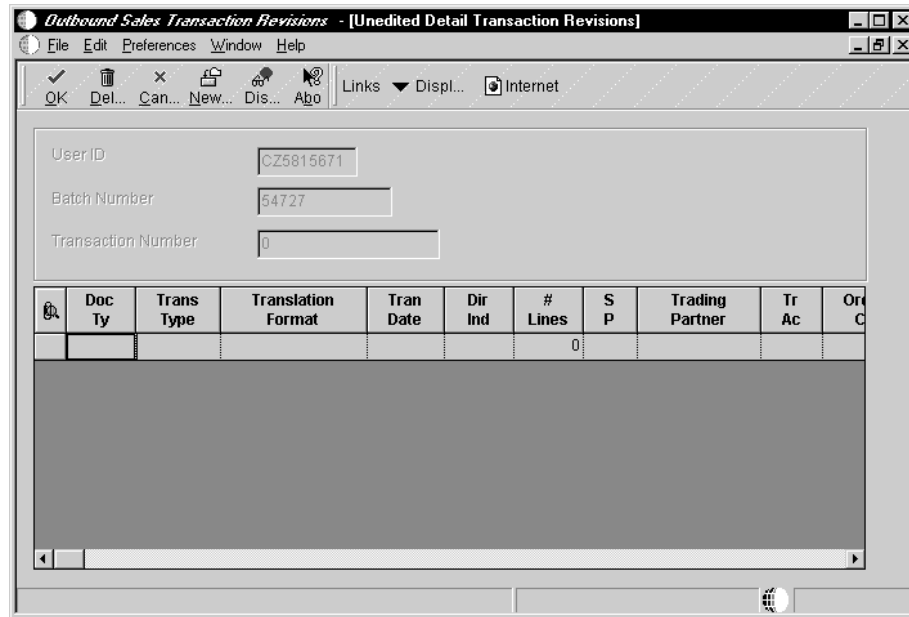 Outbound Sales Transaction Revisions - [Unedited Detail Transaction Revisions]
File Edit Preferences Window Help
OK Del... Can... New... Dis... Abo Links Displ... Internet
User ID CZ5815671
Batch Number 54727
Transaction Number 0
Doc Ty Trans Type Translation Format Tran Date Dir Ind # Lines S P Trading Partner Tr Ac Ord C
0